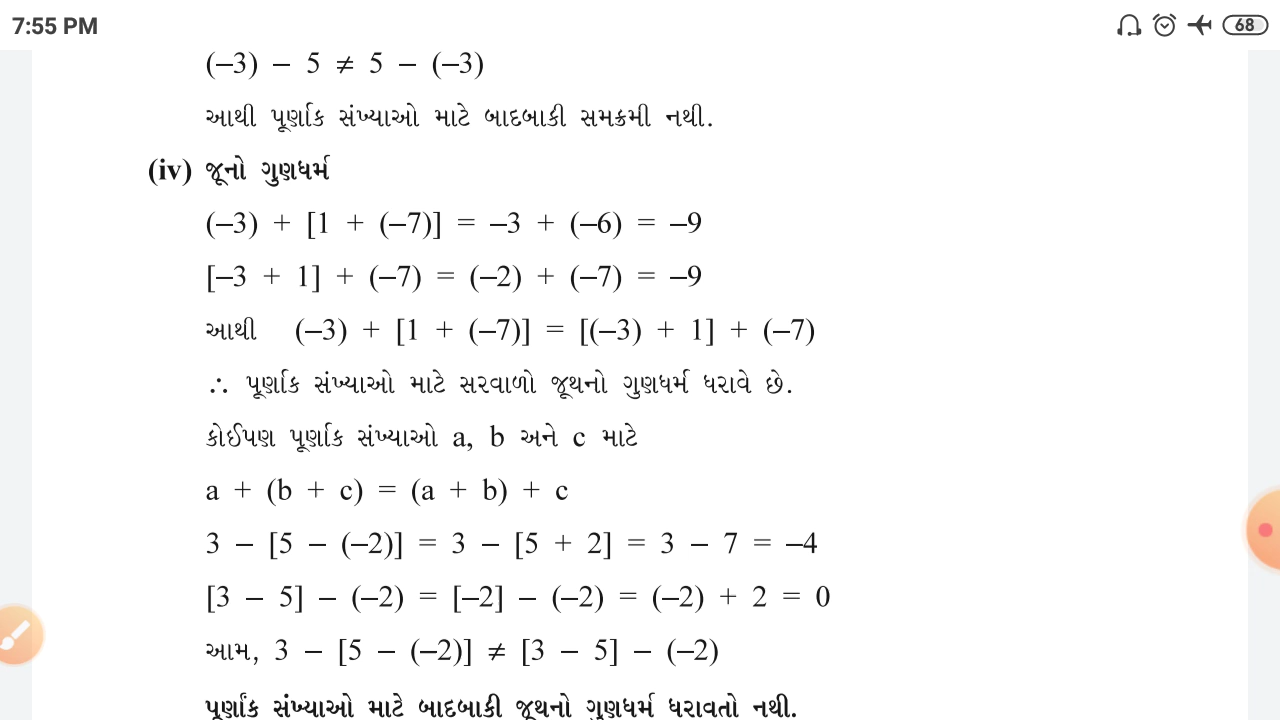 7:55 PM
68
(–3) – 5 ≠ 5 – (–3)
આથી પૂર્ણાંક સંખ્યાઓ માટે બાદબાકી સમક્રમી નથી.
(iv) જૂનો ગુણધર્મ
(–3) + [1 + (–7)] = –3 + (–6) = –9
[–3 + 1] + (–7) = (–2) + (–7) = –9
આથી (–3) + [1 + (–7)] = [(–3) + 1] + (–7)
∴ પૂર્ણાંક સંખ્યાઓ માટે સરવાળો જૂથનો ગુણધર્મ ધરાવે છે.
કોઈપણ પૂર્ણાંક સંખ્યાઓ a, b અને c માટે
a + (b + c) = (a + b) + c
3 – [5 – (–2)] = 3 – [5 + 2] = 3 – 7 = –4
[3 – 5] – (–2) = [–2] – (–2) = (–2) + 2 = 0
આમ, 3 – [5 – (–2)] ≠ [3 – 5] – (–2)
પૂર્ણાંક સંખ્યાઓ માટે બાદબાકી જૂથનો ગુણધર્મ ધરાવતો નથી.